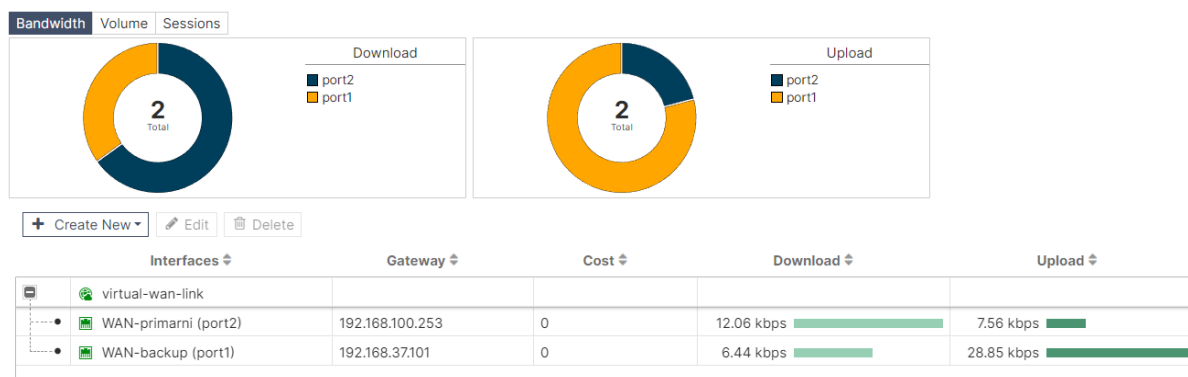 Bandwidth Volume Sessions
Download
port2
port1
2
Total
Upload
port2
port1
2
Total
+ Create New Edit Delete
Interfaces Gateway Cost Download Upload
virtual-wan-link
WAN-primarni (port2) 192.168.100.253 0 12.06 kbps 7.56 kbps
WAN-backup (port1) 192.168.37.101 0 6.44 kbps 28.85 kbps